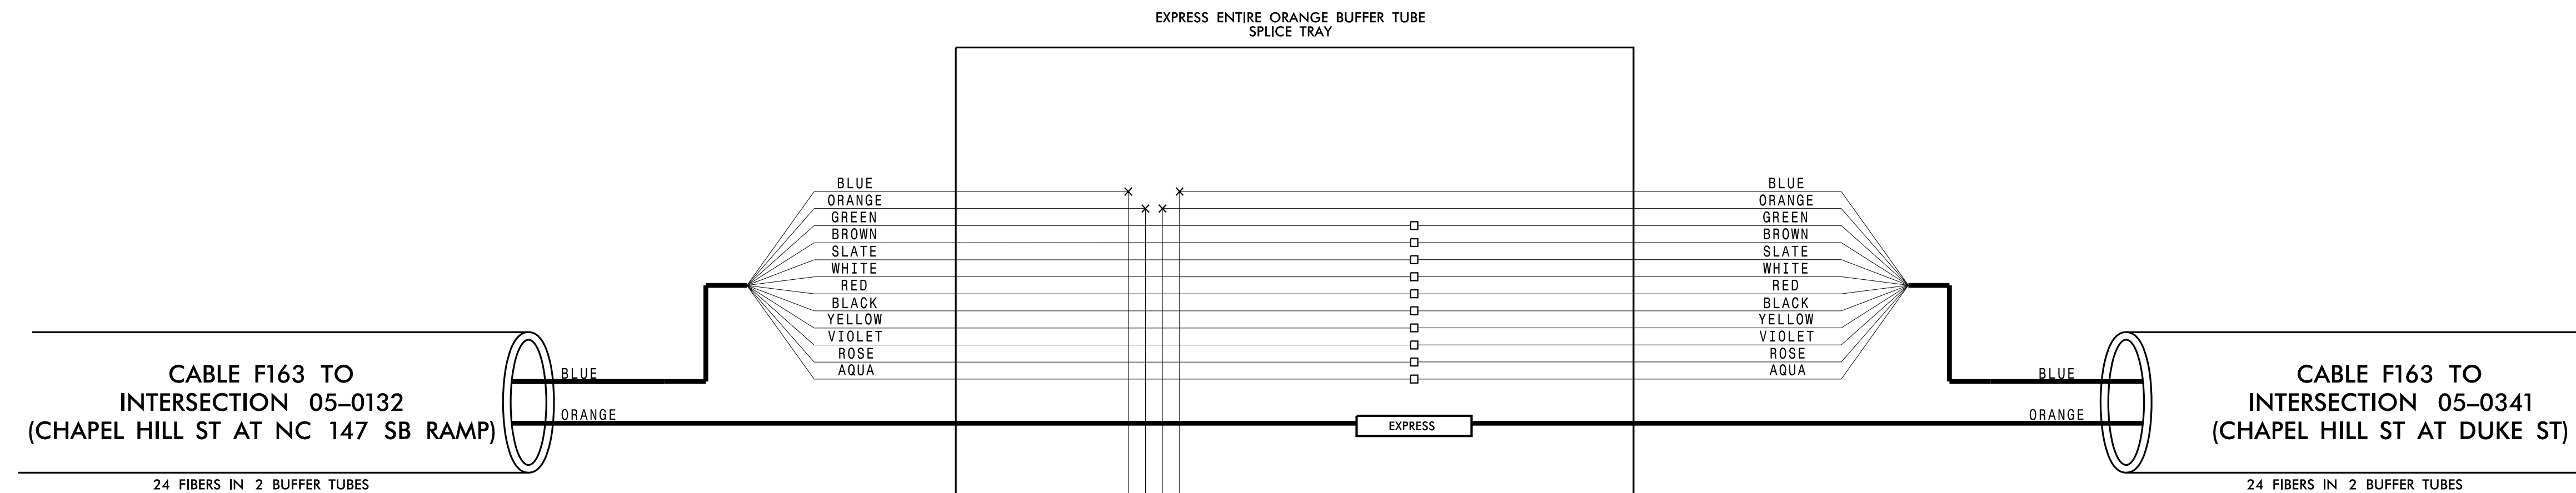 EXPRESS ENTIRE ORANGE BUFFER TUBE
SPLICE TRAY
BLUE
ORANGE
GREEN
BROWN
SLATE
WHITE
RED
BLACK
YELLOW
VIOLET
ROSE
AQUA
BLUE
ORANGE
GREEN
BROWN
SLATE
WHITE
RED
BLACK
YELLOW
VIOLET
ROSE
AQUA
CABLE F163 TO
INTERSECTION 05–0132
(CHAPEL HILL ST AT NC 147 SB RAMP)
24 FIBERS IN 2 BUFFER TUBES
BLUE
ORANGE
EXPRESS
BLUE
ORANGE
CABLE F163 TO
INTERSECTION 05–0341
(CHAPEL HILL ST AT DUKE ST)
24 FIBERS IN 2 BUFFER TUBES